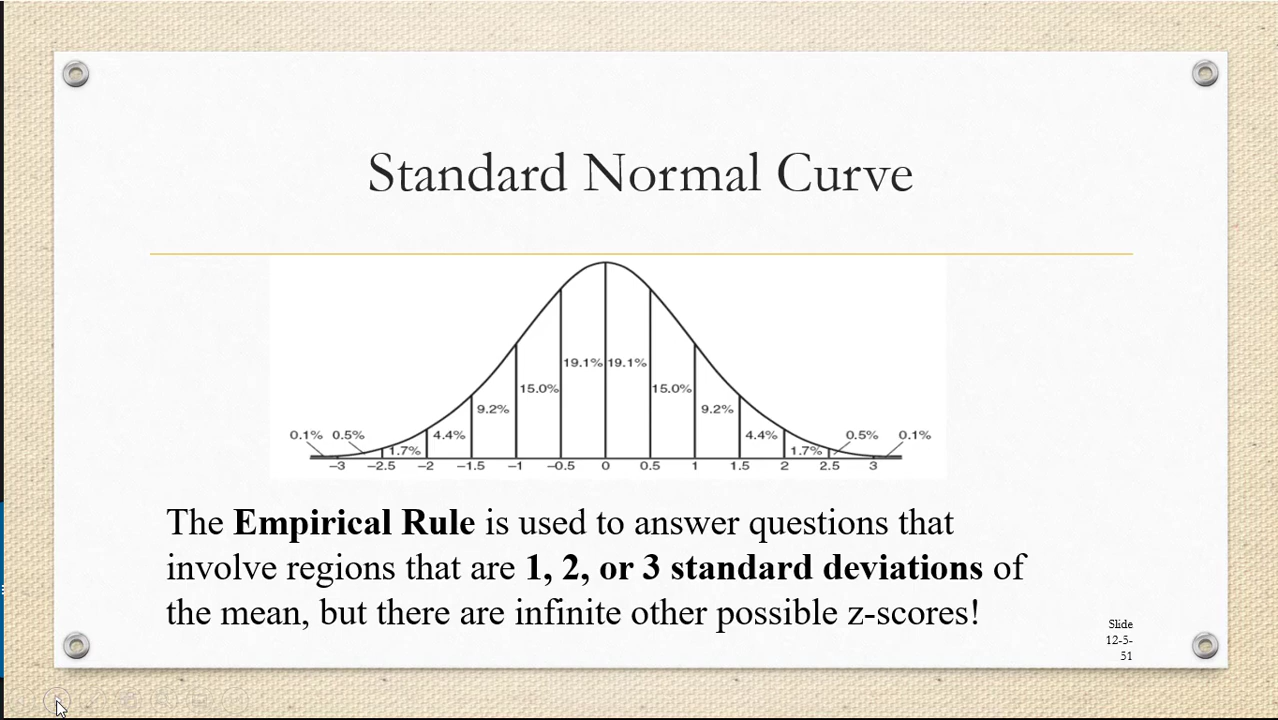 Standard Normal Curve
19.1% 19.1%
15.0% 15.0%
9.2% 9.2%
0.1% 0.5% 4.4% 4.4% 0.5% 0.1%
1.7% 1.7%
−3 −2.5 −2 −1.5 −1 −0.5 0 0.5 1 1.5 2 2.5 3
The Empirical Rule is used to answer questions that
involve regions that are 1, 2, or 3 standard deviations of
the mean, but there are infinite other possible z-scores!
Slide
12-5-
51